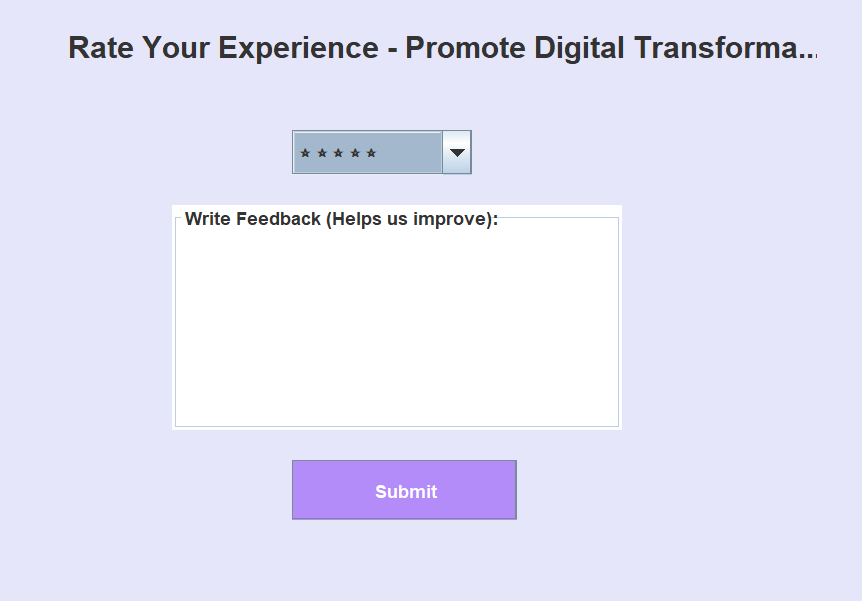 Rate Your Experience - Promote Digital Transforma...
★ ★ ★ ★ ★
Write Feedback (Helps us improve):
Submit